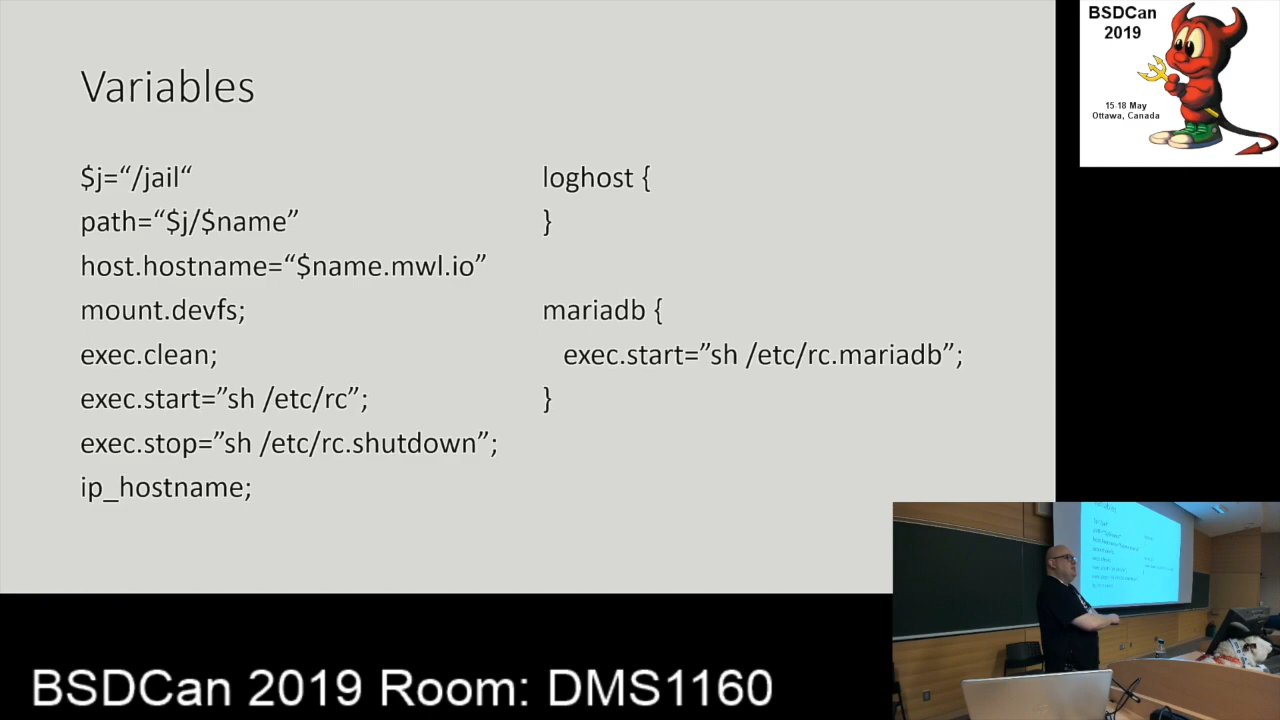 Variables
$j=“/jail“
path=“$j/$name”
host.hostname=“$name.mwl.io”
mount.devfs;
exec.clean;
exec.start=”sh /etc/rc”;
exec.stop=”sh /etc/rc.shutdown”;
ip_hostname;
loghost {
}
mariadb {
exec.start=”sh /etc/rc.mariadb”;
}
BSDCan
2019
15-18 May
Ottawa, Canada
BSDCan 2019 Room: DMS1160